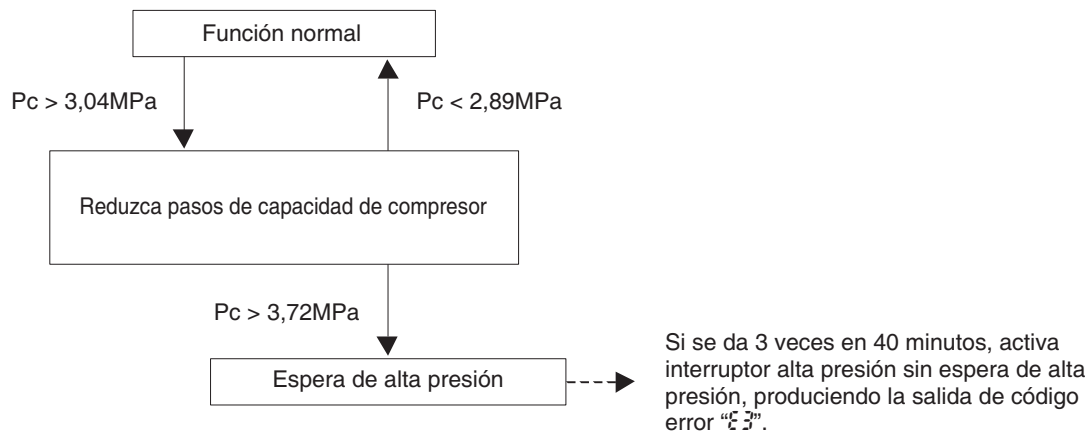 Función normal
Pc > 3,04MPa
Pc < 2,89MPa
Reduzca pasos de capacidad de compresor
Pc > 3,72MPa
Espera de alta presión
Si se da 3 veces en 40 minutos, activa
interruptor alta presión sin espera de alta
presión, produciendo la salida de código
error “E3”.